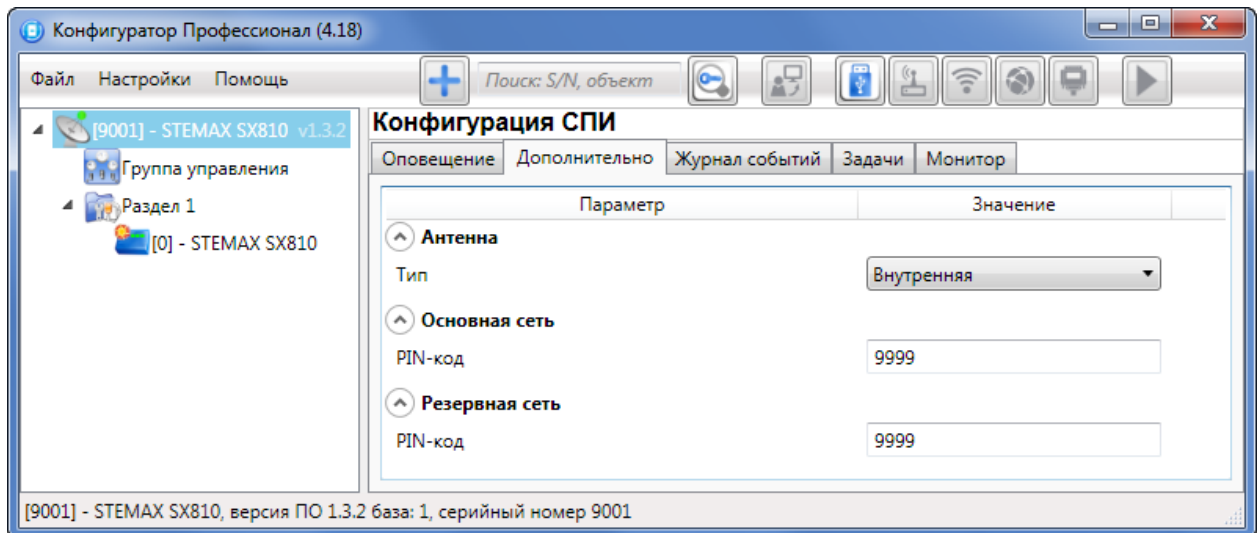 Конфигуратор Профессионал (4.18)
Файл Настройки Помощь Поиск: S/N, объект
[9001] - STEMAX SX810 v1.3.2
Группа управления
Раздел 1
[0] - STEMAX SX810
Конфигурация СПИ
Оповещение Дополнительно Журнал событий Задачи Монитор
Параметр Значение
Антенна
Тип Внутренняя
Основная сеть
PIN-код 9999
Резервная сеть
PIN-код 9999
[9001] - STEMAX SX810, версия ПО 1.3.2 база: 1, серийный номер 9001